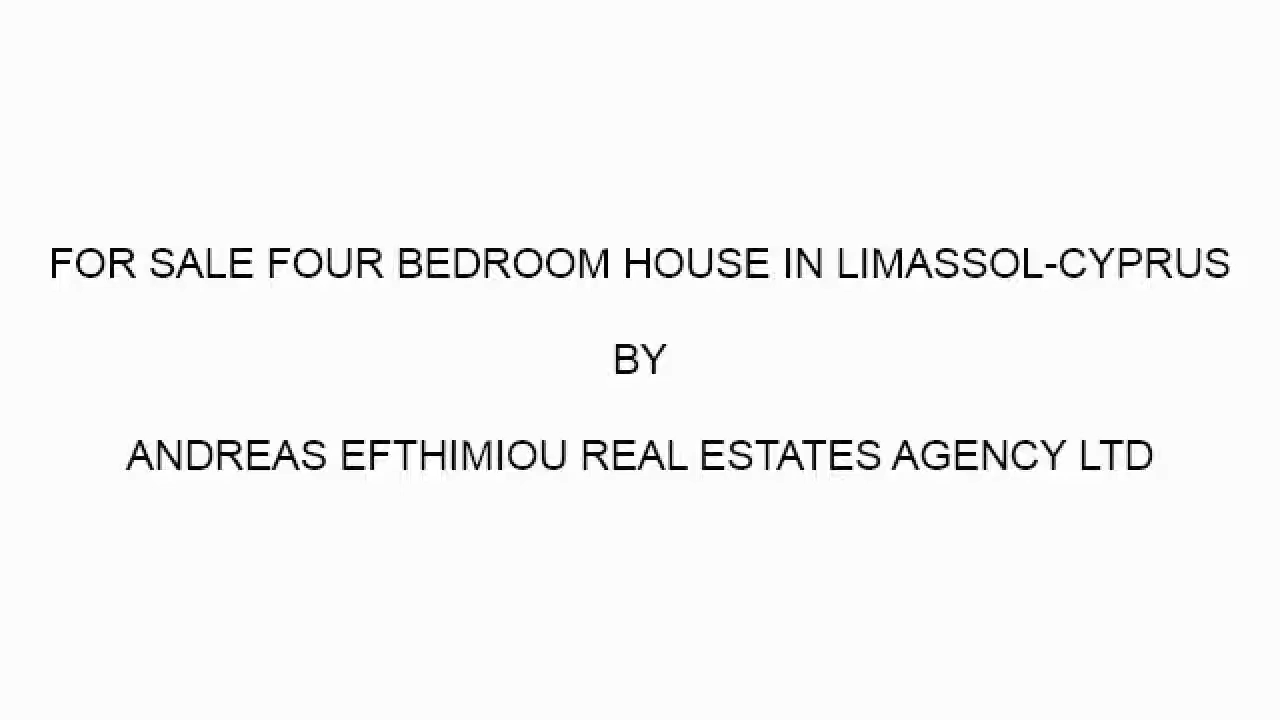 FOR SALE FOUR BEDROOM HOUSE IN LIMASSOL-CYPRUS
BY
ANDREAS EFTHIMIOU REAL ESTATES AGENCY LTD